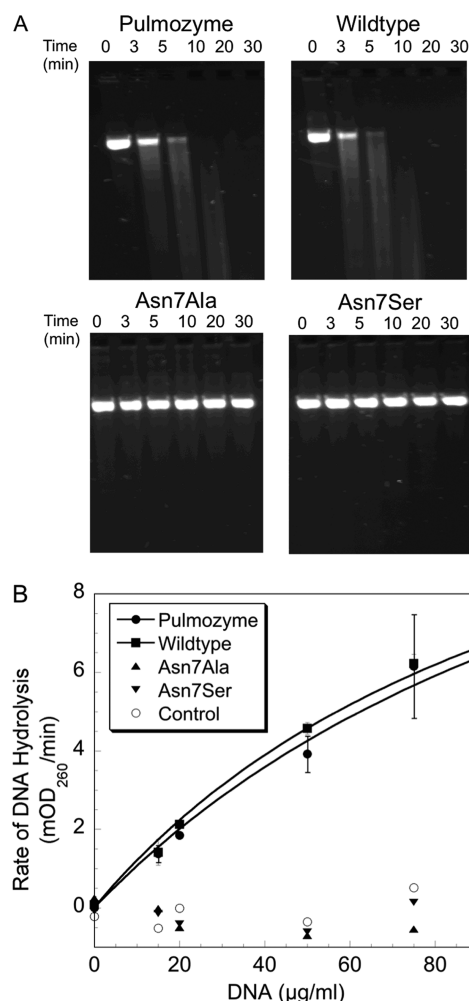 A
Pulmozyme
Wildtype
Time (min) 0 3 5 10 20 30
0 3 5 10 20 30
Asn7Ala
Asn7Ser
Time (min) 0 3 5 10 20 30
0 3 5 10 20 30
B
8
6
4
2
0
Pulmozyme
Wildtype
Asn7Ala
Asn7Ser
Control
Rate of DNA Hydrolysis
(mOD260/min)
0 20 40 60 80
DNA (µg/ml)